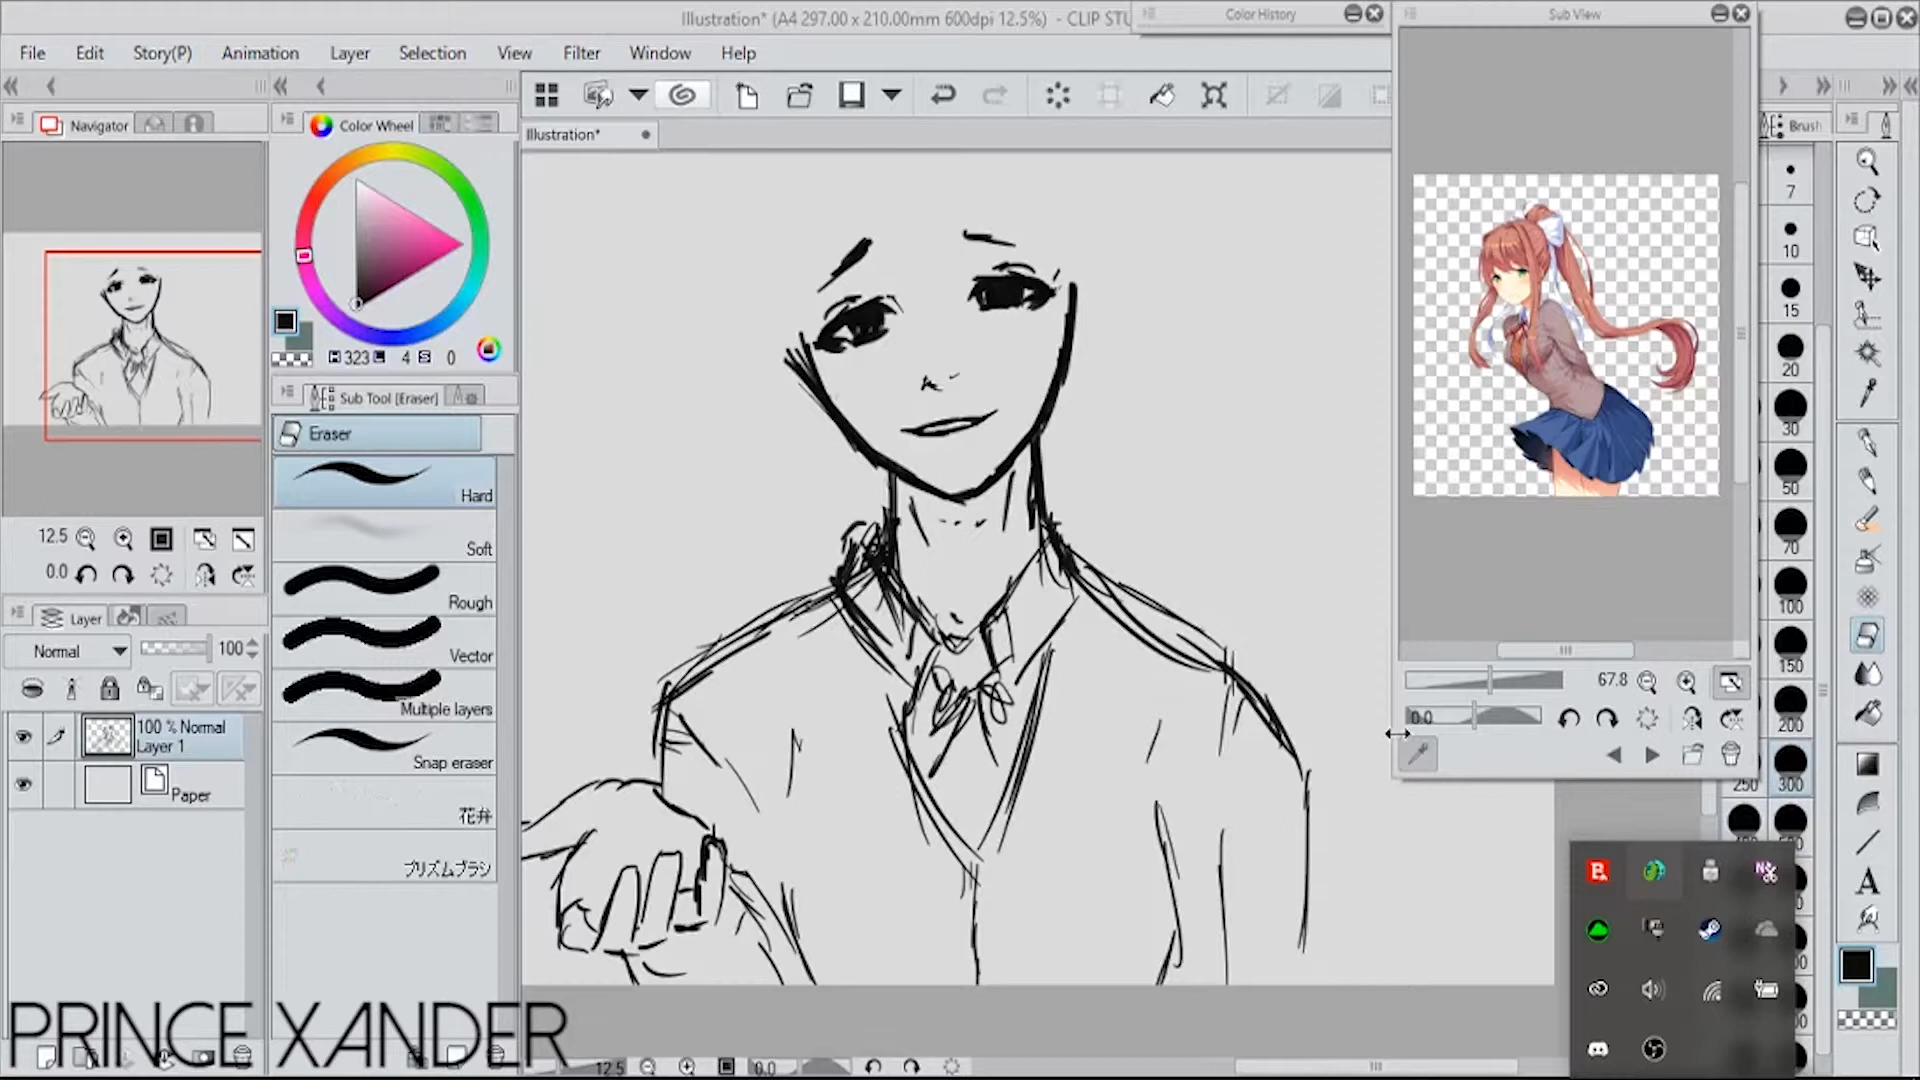 Illustration* (A4 297.00 x 210.00mm 600dpi 12.5%) - CLIP STU
Color History
Sub View
File Edit Story(P) Animation Layer Selection View Filter Window Help
Navigator
Color Wheel
Illustration*
Brush
7
10
15
20
30
50
70
100
150
200
250 300
H 323 L 4 S 0
Sub Tool [Eraser]
Eraser
Hard
Soft
Rough
Vector
Multiple layers
Snap eraser
花弁
プリズムブラシ
12.5
0.0
Layer
Normal 100
100 % Normal
Layer 1
Paper
67.8
0.0
A
PRINCE XANDER
12.5 0.0